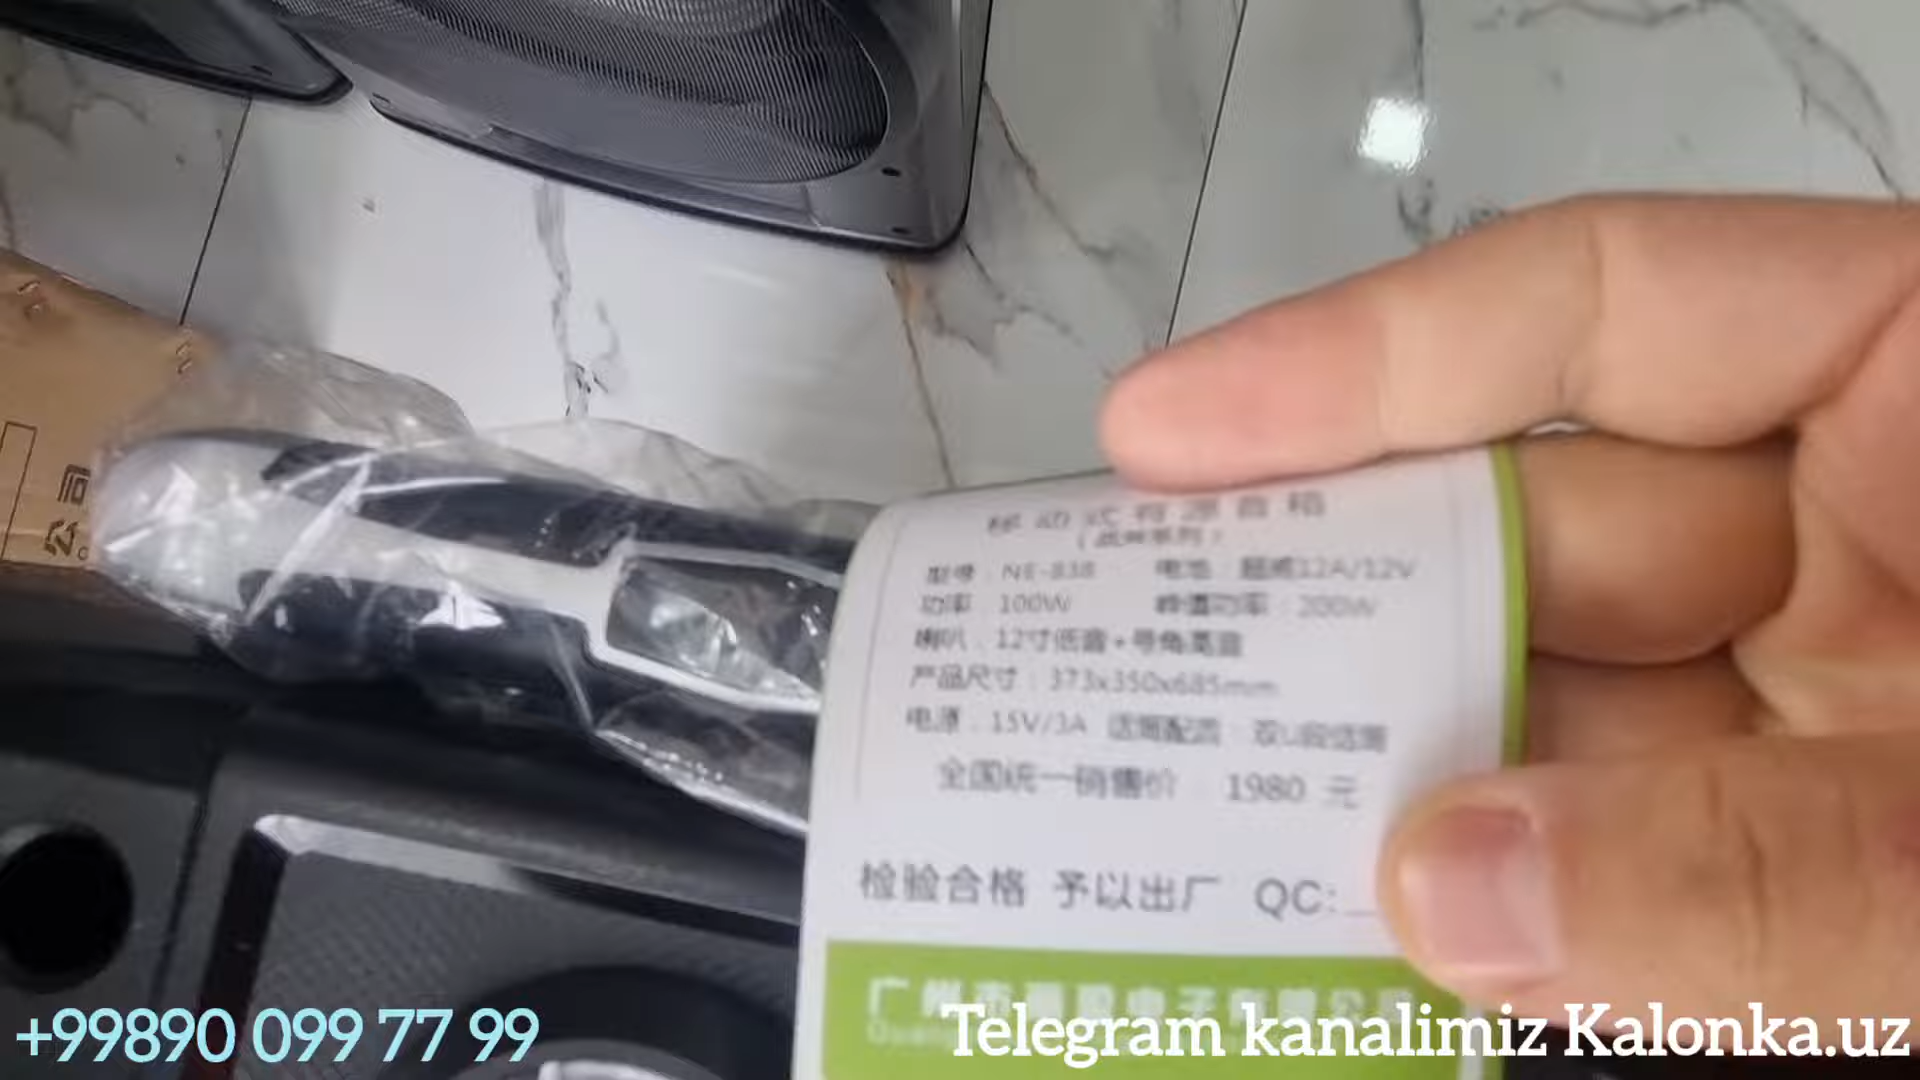 移动式有源音箱
型号：NE-838 电池：超威12A/12V
功率：100W 峰值功率：200W
喇叭：12寸低音+号角高音
产品尺寸：373x350x685mm
电源：15V/3A 话筒配置：双U段话筒
全国统一销售价：1980 元
检验合格 予以出厂 QC:
公司
+99890 099 77 99
Telegram kanalimiz Kalonka.uz